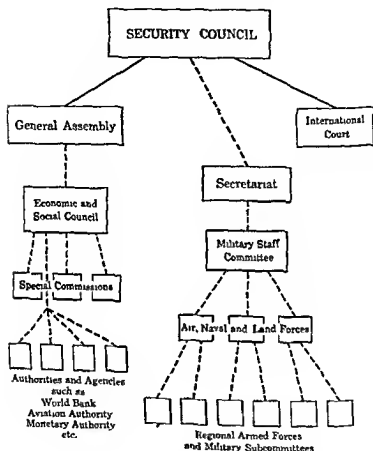 SECURITY COUNCIL
General Assembly
International
Court
Secretariat
Economic and
Social Council
Military Staff
Committee
Special Commissions
Air, Naval and Land Forces
Authorities and Agencies
such as
World Bank
Aviation Authority
Monetary Authority
etc.
Regional Armed Forces
and Military Subcommittees